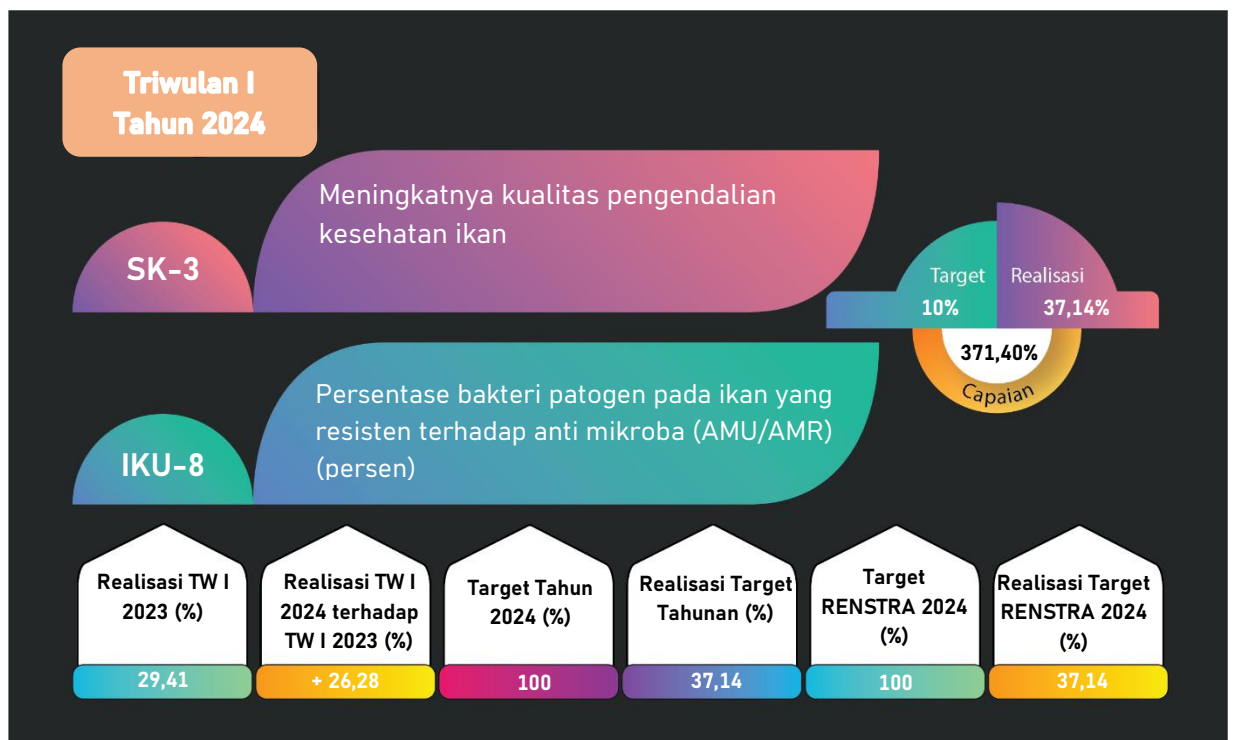 Triwulan I
Tahun 2024
SK-3
Meningkatnya kualitas pengendalian
kesehatan ikan
Target
10%
Realisasi
37,14%
371,40%
Capaian
IKU-8
Persentase bakteri patogen pada ikan yang
resisten terhadap anti mikroba (AMU/AMR)
(persen)
Realisasi TW I
2023 (%)
29,41
Realisasi TW I
2024 terhadap
TW I 2023 (%)
+ 26,28
Target Tahun
2024 (%)
100
Realisasi Target
Tahunan (%)
37,14
Target
RENSTRA 2024
(%)
100
Realisasi Target
RENSTRA 2024
(%)
37,14